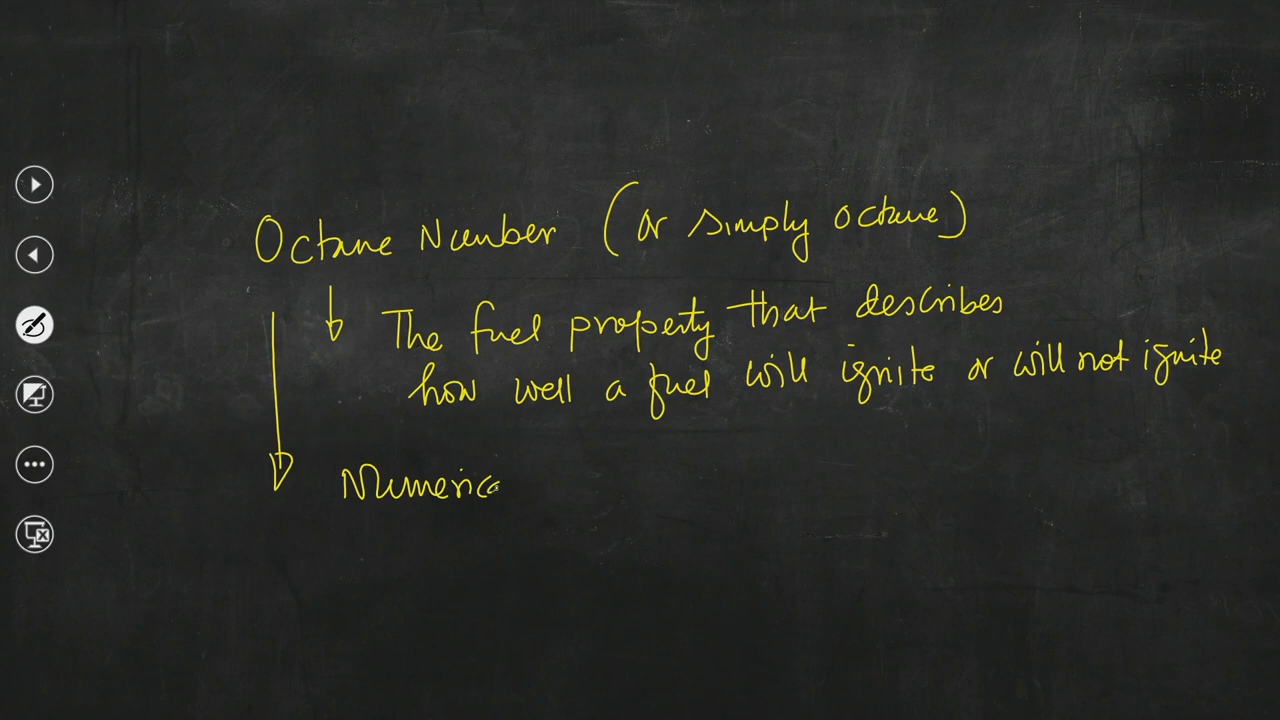 Octane Number (or simply octane)
The fuel property that describes
how well a fuel will ignite or will not ignite
Numerica